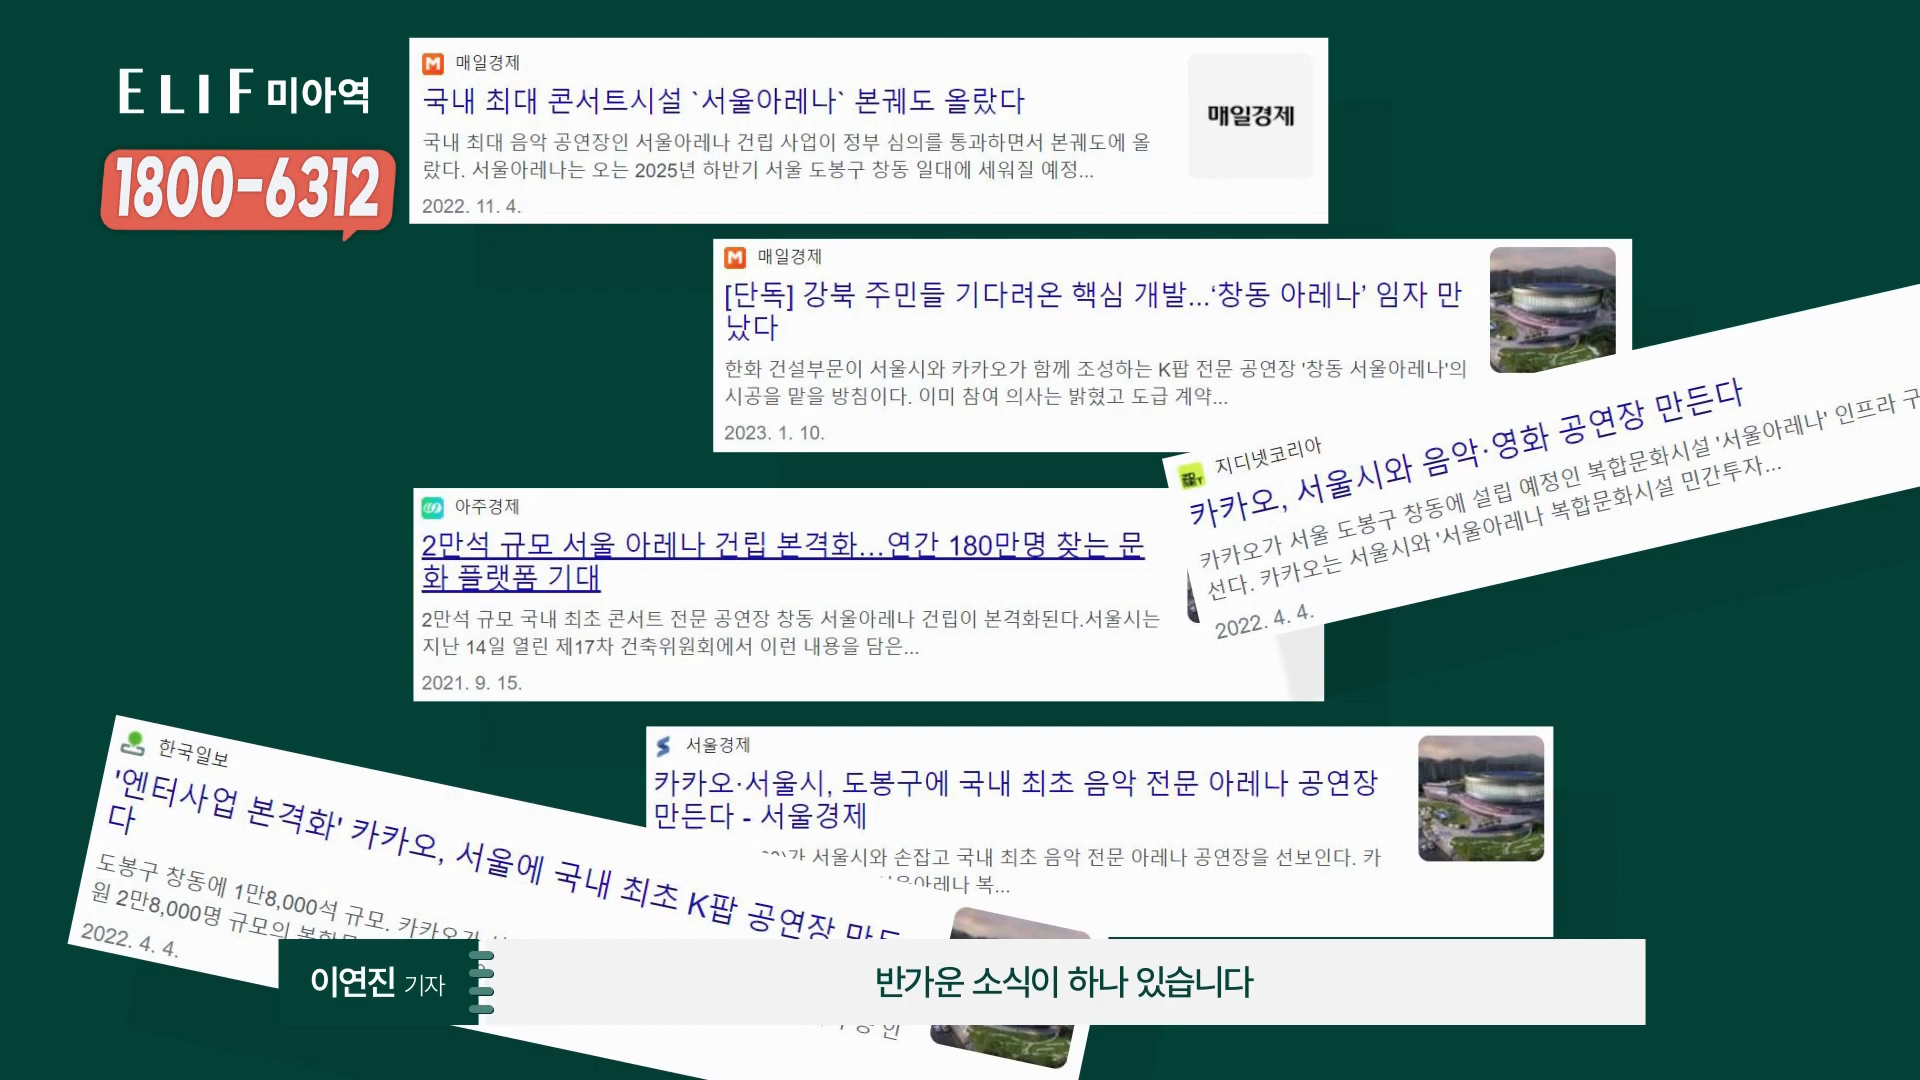 ELIF 미아역
1800-6312
매일경제
국내 최대 콘서트시설 `서울아레나` 본궤도 올랐다
국내 최대 음악 공연장인 서울아레나 건립 사업이 정부 심의를 통과하면서 본궤도에 올
랐다. 서울아레나는 오는 2025년 하반기 서울 도봉구 창동 일대에 세워질 예정...
2022. 11. 4.
매일경제
매일경제
[단독] 강북 주민들 기다려온 핵심 개발...‘창동 아레나’ 임자 만
났다
한화 건설부문이 서울시와 카카오가 함께 조성하는 K팝 전문 공연장 '창동 서울아레나'의
시공을 맡을 방침이다. 이미 참여 의사는 밝혔고 도급 계약...
2023. 1. 10.
지디넷코리아
카카오, 서울시와 음악·영화 공연장 만든다
카카오가 서울 도봉구 창동에 설립 예정인 복합문화시설 '서울아레나' 인프라 구
선다. 카카오는 서울시와 '서울아레나 복합문화시설 민간투자...
2022. 4. 4.
아주경제
2만석 규모 서울 아레나 건립 본격화...연간 180만명 찾는 문
화 플랫폼 기대
2만석 규모 국내 최초 콘서트 전문 공연장 창동 서울아레나 건립이 본격화된다.서울시는
지난 14일 열린 제17차 건축위원회에서 이런 내용을 담은...
2021. 9. 15.
한국일보
'엔터사업 본격화' 카카오, 서울에 국내 최초 K팝 공연장 만든
다
도봉구 창동에 1만8,000석 규모. 카카오가
원 2만8,000명 규모의
2022. 4. 4.
서울경제
카카오·서울시, 도봉구에 국내 최초 음악 전문 아레나 공연장
만든다 - 서울경제
가 서울시와 손잡고 국내 최초 음악 전문 아레나 공연장을 선보인다. 카
서울아레나 복...
이연진 기자
반가운 소식이 하나 있습니다